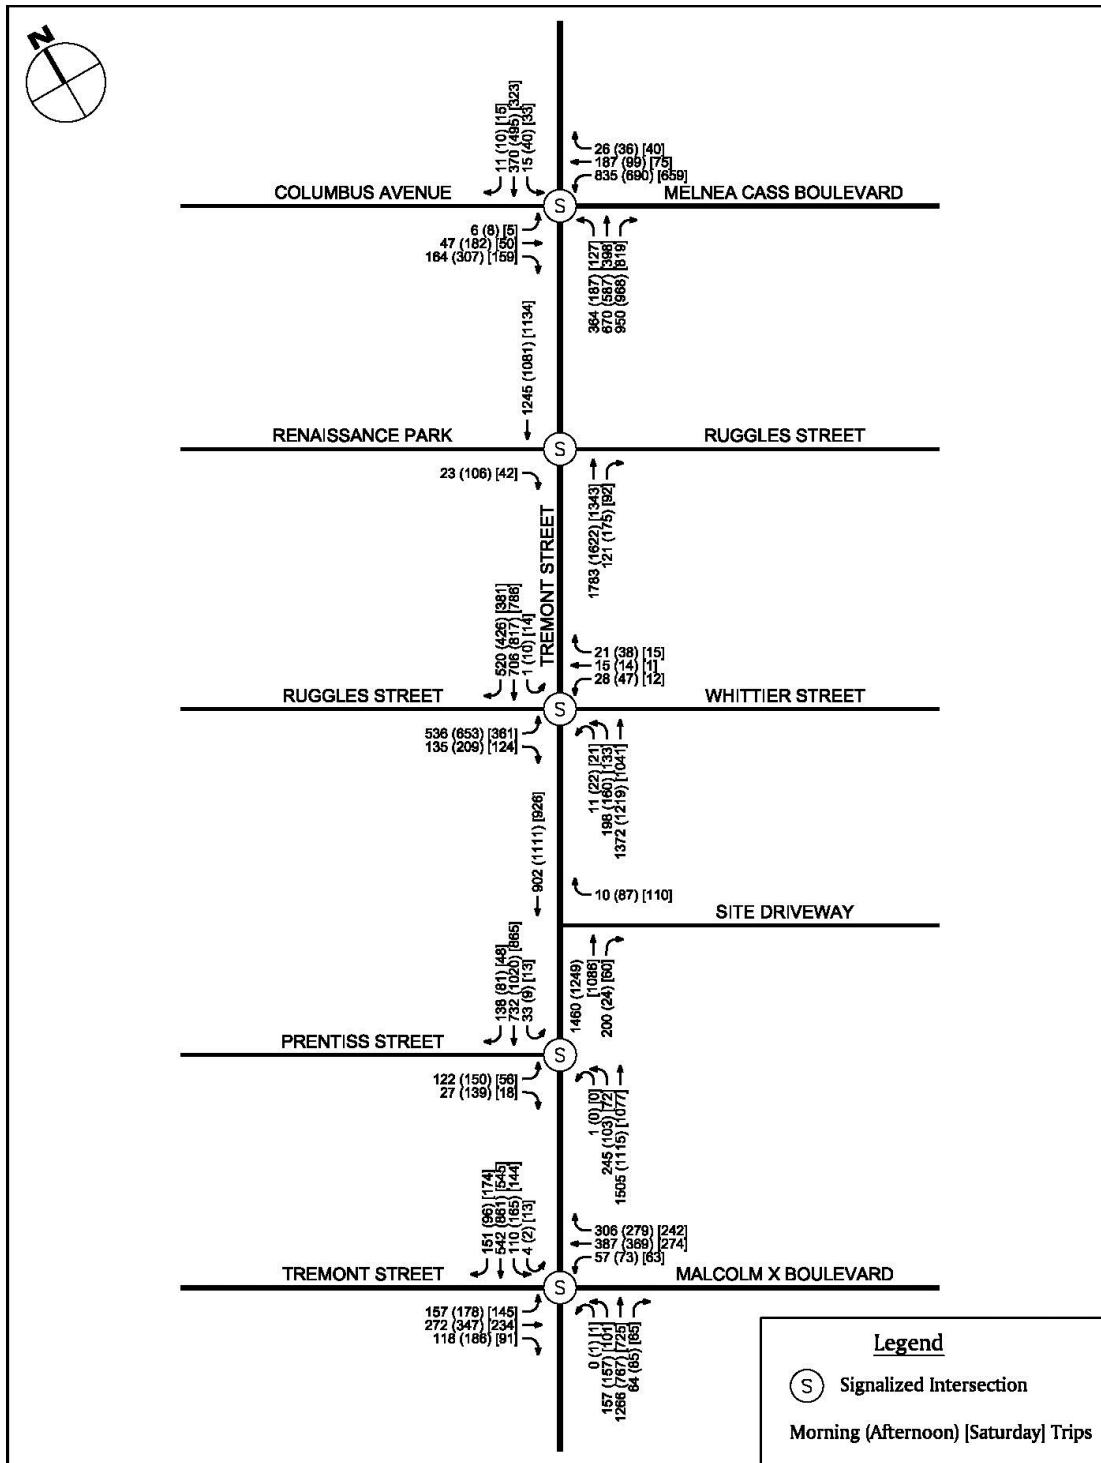 N
11 (10) [15]
370 (495) [323]
15 (40) [33]
26 (36) [40]
187 (99) [75]
835 (690) [659]
COLUMBUS AVENUE
MELNEA CASS BOULEVARD
S
6 (8) [5]
47 (182) [50]
164 (307) [159]
364 (187) [127]
670 (587) [398]
950 (968) [819]
1245 (1081) [1134]
RENAISSANCE PARK
RUGGLES STREET
S
23 (106) [42]
1783 (1622) [1343]
121 (175) [92]
TREMONT STREET
520 (426) [381]
706 (817) [786]
1 (10) [14]
21 (38) [15]
15 (14) [1]
28 (47) [12]
RUGGLES STREET
WHITTIER STREET
S
536 (653) [361]
135 (209) [124]
11 (22) [21]
198 (160) [133]
1372 (1219) [1041]
902 (1111) [926]
10 (87) [110]
SITE DRIVEWAY
1460 (1249)
[1086]
200 (24) [60]
138 (81) [48]
732 (1020) [865]
33 (9) [13]
PRENTISS STREET
S
122 (150) [56]
27 (139) [18]
1 (0) [0]
245 (103) [72]
1505 (1115) [1077]
151 (96) [174]
542 (861) [545]
110 (165) [144]
4 (2) [13]
306 (279) [242]
387 (369) [274]
57 (73) [63]
TREMONT STREET
MALCOLM X BOULEVARD
S
157 (178) [145]
272 (347) [234]
118 (186) [91]
0 (1) [1]
157 (157) [101]
1266 (767) [725]
64 (85) [65]
Legend
S Signalized Intersection
Morning (Afternoon) [Saturday] Trips